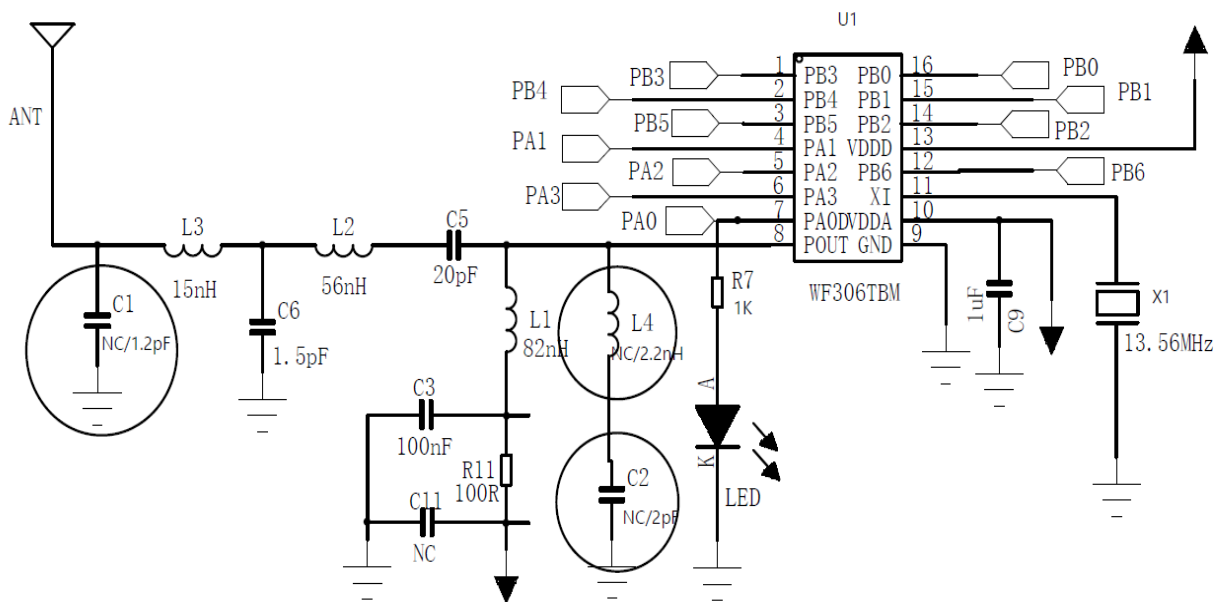 U1
ANT
PB3
PB4
PB5
PA1
PA2
PA3
PA0
1
2
3
4
5
6
7
8
PB3 PB0
PB4 PB1
PB5 PB2
PA1 VDDD
PA2 PB6
PA3 XI
PA0DVDDA
POUT GND
16
15
14
13
12
11
10
9
PB0
PB1
PB2
PB6
WF306TBM
L3
15nH
L2
56nH
C5
20pF
C1
NC/1.2pF
C6
1.5pF
L1
82nH
L4
NC/2.2nH
R7
1K
1uF
C9
X1
13.56MHz
C3
100nF
R11
100R
C11
NC
C2
NC/2pF
A
K
LED